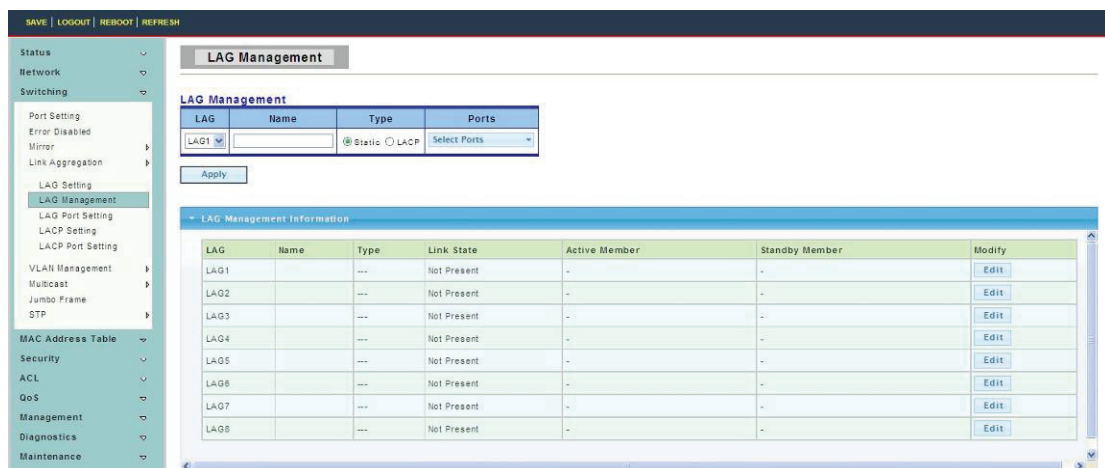 SAVE | LOGOUT | REBOOT | REFRESH
Status
Network
Switching
Port Setting
Error Disabled
Mirror
Link Aggregation
LAG Setting
LAG Management
LAG Port Setting
LACP Setting
LACP Port Setting
VLAN Management
Multicast
Jumbo Frame
STP
MAC Address Table
Security
ACL
QoS
Management
Diagnostics
Maintenance
LAG Management
LAG Management
LAG Name Type Ports
LAG1 Static LACP Select Ports
Apply
LAG Management Information
LAG Name Type Link State Active Member Standby Member Modify
LAG1 --- Not Present - - Edit
LAG2 --- Not Present - - Edit
LAG3 --- Not Present - - Edit
LAG4 --- Not Present - - Edit
LAG5 --- Not Present - - Edit
LAG6 --- Not Present - - Edit
LAG7 --- Not Present - - Edit
LAG8 --- Not Present - - Edit